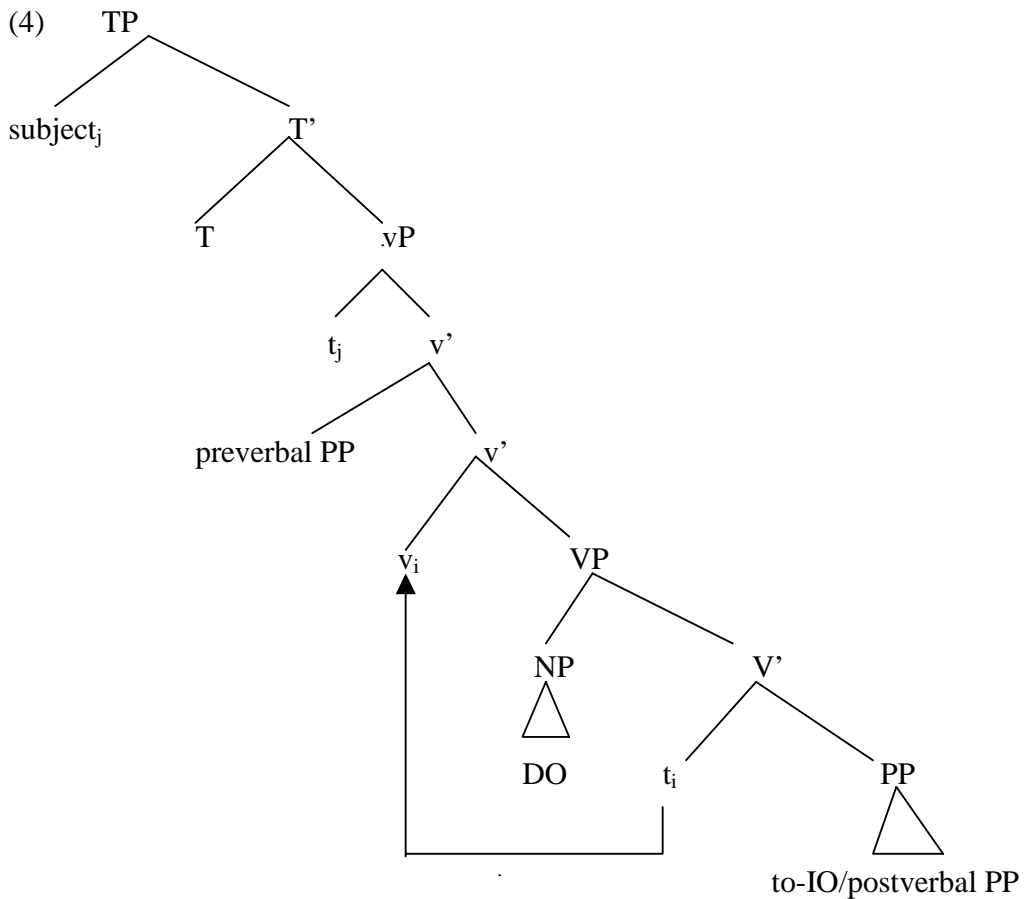 (4) TP
subjectj T’
T vP
tj v’
preverbal PP v’
vi VP
NP V’
DO ti PP
to-IO/postverbal PP